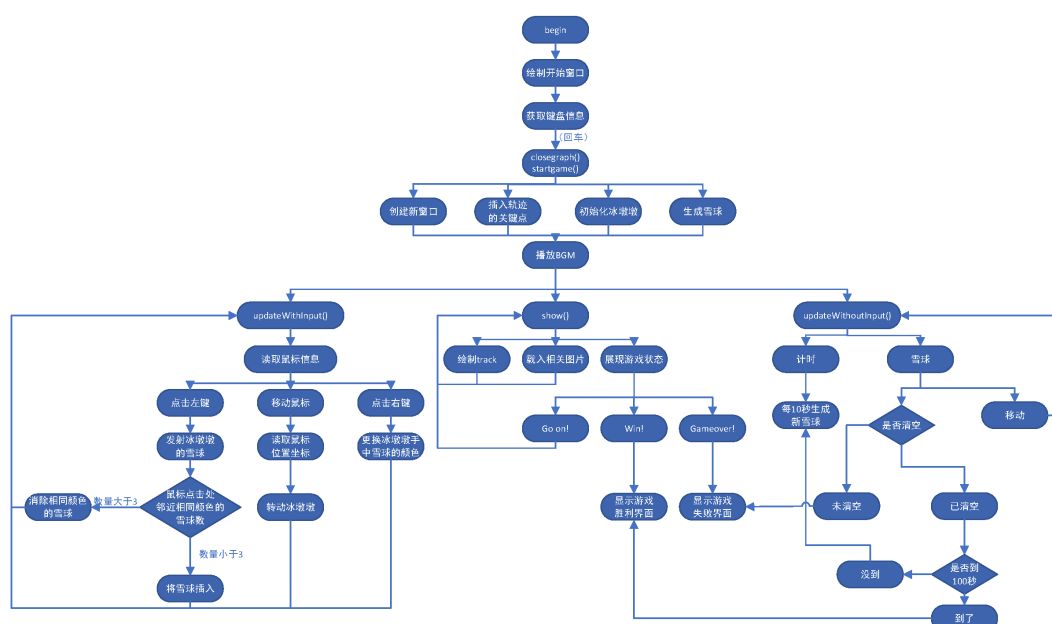 begin
绘制开始窗口
获取键盘信息
(回车)
closegraph()
startgame()
创建新窗口
插入轨迹
的关键点
初始化冰墩墩
生成雪球
播放BGM
updateWithInput()
show()
updateWithoutInput()
读取鼠标信息
绘制track
载入相关图片
展现游戏状态
计时
雪球
点击左键
移动鼠标
点击右键
每10秒生成
新雪球
是否清空
移动
发射冰墩墩
的雪球
读取鼠标
位置坐标
更换冰墩墩手
中雪球的颜色
Go on!
Win!
Gameover!
消除相同颜色
的雪球
数量大于3
鼠标点击处
邻近相同颜色的
雪球数
转动冰墩墩
显示游戏
胜利界面
显示游戏
失败界面
未清空
已清空
数量小于3
将雪球插入
没到
是否到
100秒
到了